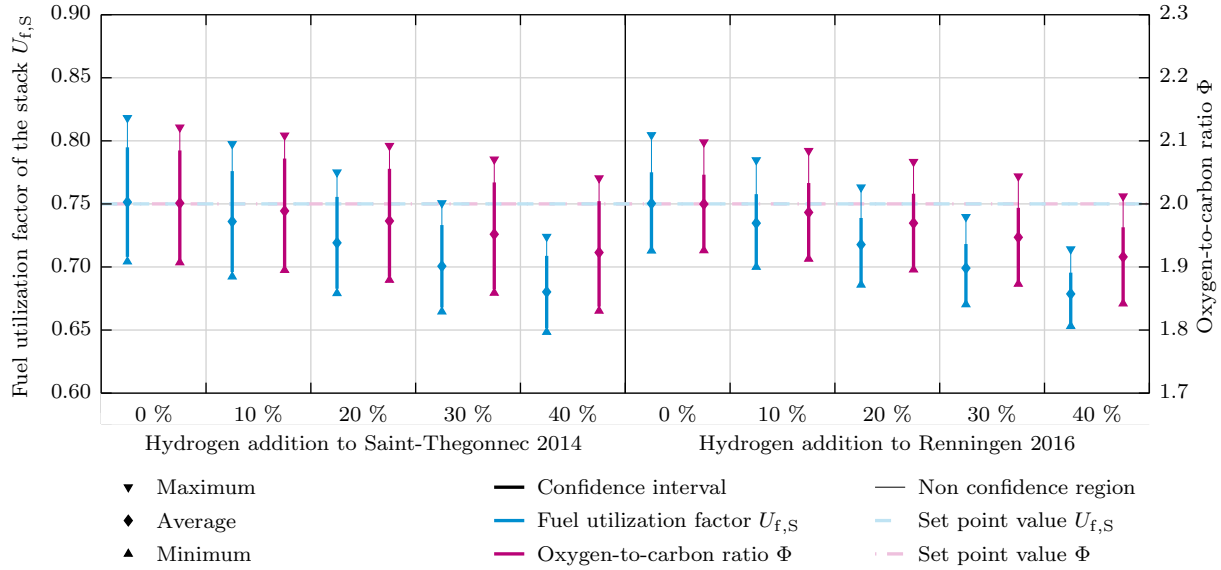 Fuel utilization factor of the stack U_f,S
0.90
0.85
0.80
0.75
0.70
0.65
0.60
2.3
2.2
2.1
2.0
1.9
1.8
1.7
Oxygen-to-carbon ratio Φ
0 % 10 % 20 % 30 % 40 % 0 % 10 % 20 % 30 % 40 %
Hydrogen addition to Saint-Thegonnec 2014 Hydrogen addition to Renningen 2016
Maximum Confidence interval Non confidence region
Average Fuel utilization factor U_f,S Set point value U_f,S
Minimum Oxygen-to-carbon ratio Φ Set point value Φ